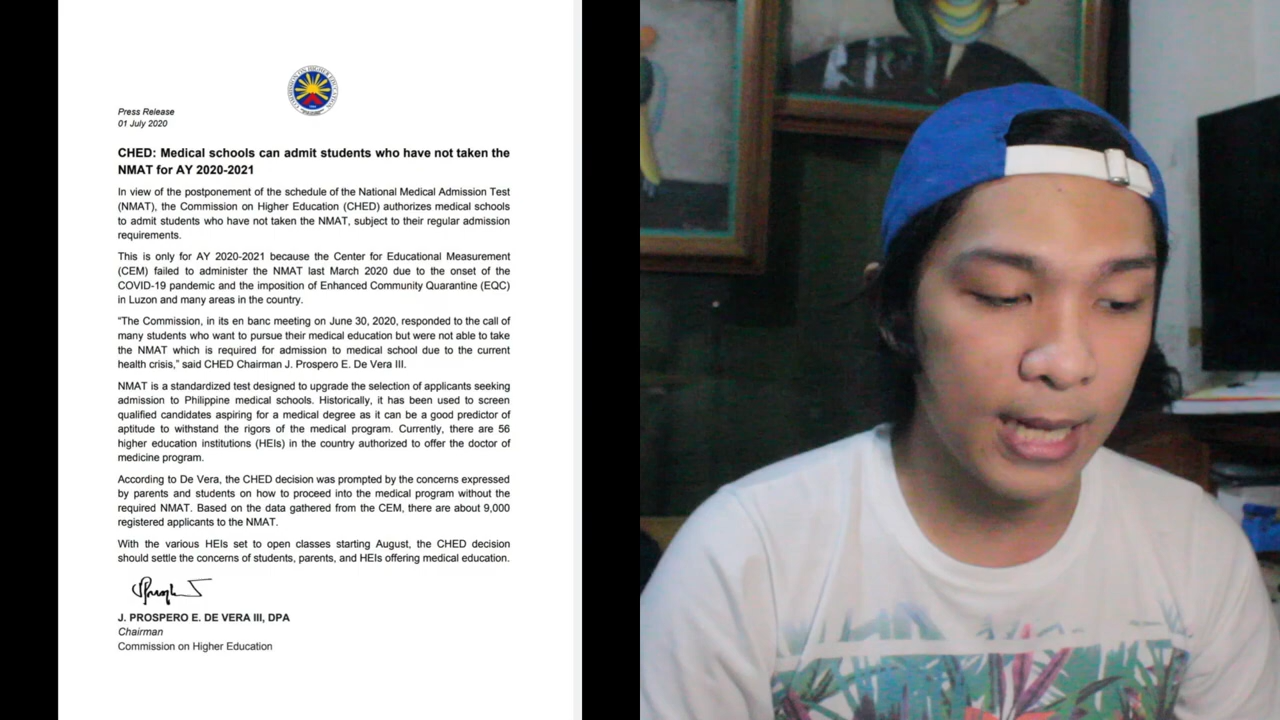 Press Release
01 July 2020
CHED: Medical schools can admit students who have not taken the
NMAT for AY 2020-2021
In view of the postponement of the schedule of the National Medical Admission Test
(NMAT), the Commission on Higher Education (CHED) authorizes medical schools
to admit students who have not taken the NMAT, subject to their regular admission
requirements.
This is only for AY 2020-2021 because the Center for Educational Measurement
(CEM) failed to administer the NMAT last March 2020 due to the onset of the
COVID-19 pandemic and the imposition of Enhanced Community Quarantine (EQC)
in Luzon and many areas in the country.
“The Commission, in its en banc meeting on June 30, 2020, responded to the call of
many students who want to pursue their medical education but were not able to take
the NMAT which is required for admission to medical school due to the current
health crisis,” said CHED Chairman J. Prospero E. De Vera III.
NMAT is a standardized test designed to upgrade the selection of applicants seeking
admission to Philippine medical schools. Historically, it has been used to screen
qualified candidates aspiring for a medical degree as it can be a good predictor of
aptitude to withstand the rigors of the medical program. Currently, there are 56
higher education institutions (HEIs) in the country authorized to offer the doctor of
medicine program.
According to De Vera, the CHED decision was prompted by the concerns expressed
by parents and students on how to proceed into the medical program without the
required NMAT. Based on the data gathered from the CEM, there are about 9,000
registered applicants to the NMAT.
With the various HEIs set to open classes starting August, the CHED decision
should settle the concerns of students, parents, and HEIs offering medical education.
J. PROSPERO E. DE VERA III, DPA
Chairman
Commission on Higher Education